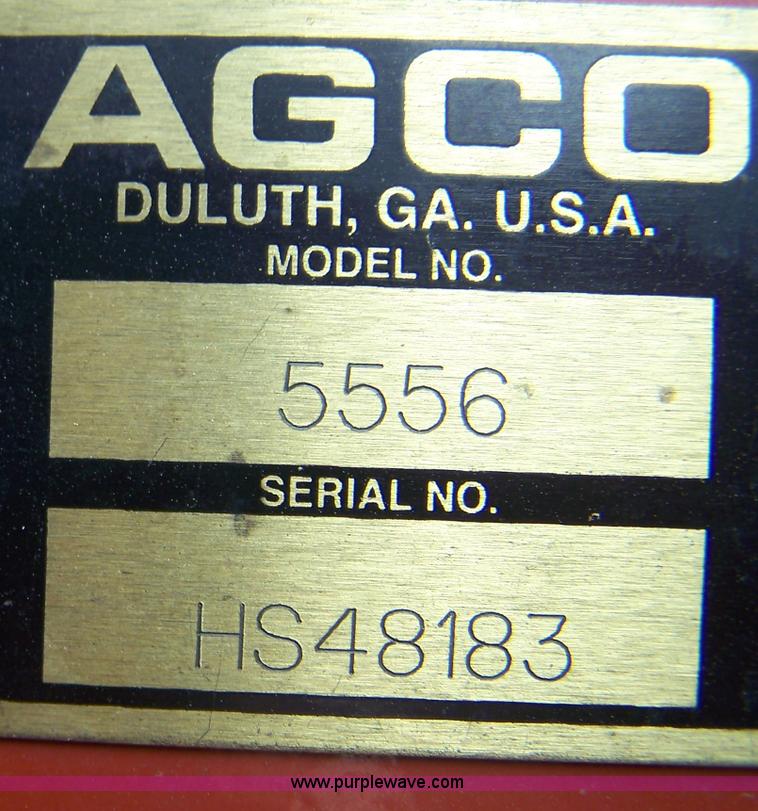 AGCO
DULUTH, GA. U.S.A.
MODEL NO.
5556
SERIAL NO.
HS48183
www.purplewave.com